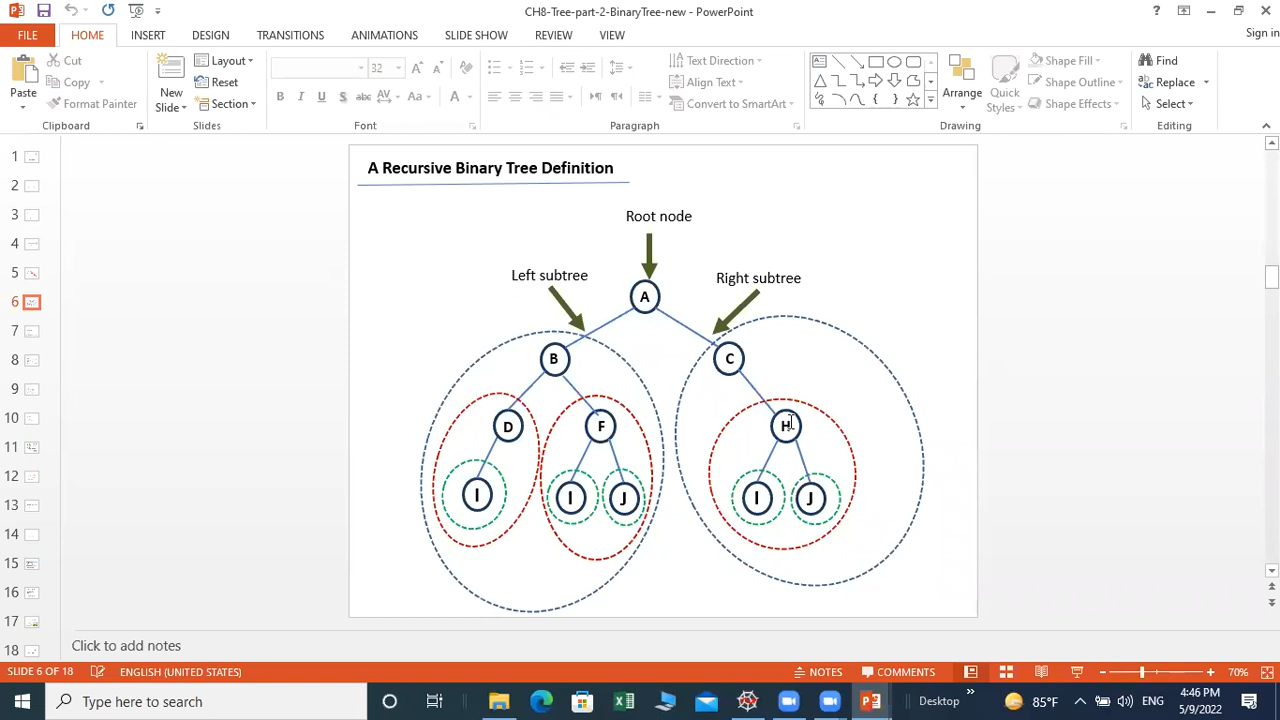 CH8-Tree-part-2-BinaryTree-new - PowerPoint
?
FILE HOME INSERT DESIGN TRANSITIONS ANIMATIONS SLIDE SHOW REVIEW VIEW
Sign in
Paste
Cut
Copy
Format Painter
Clipboard
New
Slide
Layout
Reset
Section
Slides
32
B I U S abc AV Aa A
Font
Text Direction
Align Text
Convert to SmartArt
Paragraph
Arrange
Quick
Styles
Shape Fill
Shape Outline
Shape Effects
Drawing
Find
Replace
Select
Editing
1
2
3
4
5
6
7
8
9
10
11
12
13
14
15
16
17
18
A Recursive Binary Tree Definition
Root node
Left subtree
Right subtree
A
B
C
D
F
H
I
I
J
I
J
Click to add notes
SLIDE 6 OF 18
ENGLISH (UNITED STATES)
NOTES
COMMENTS
70%
Type here to search
Desktop
85°F
ENG
4:46 PM
5/9/2022